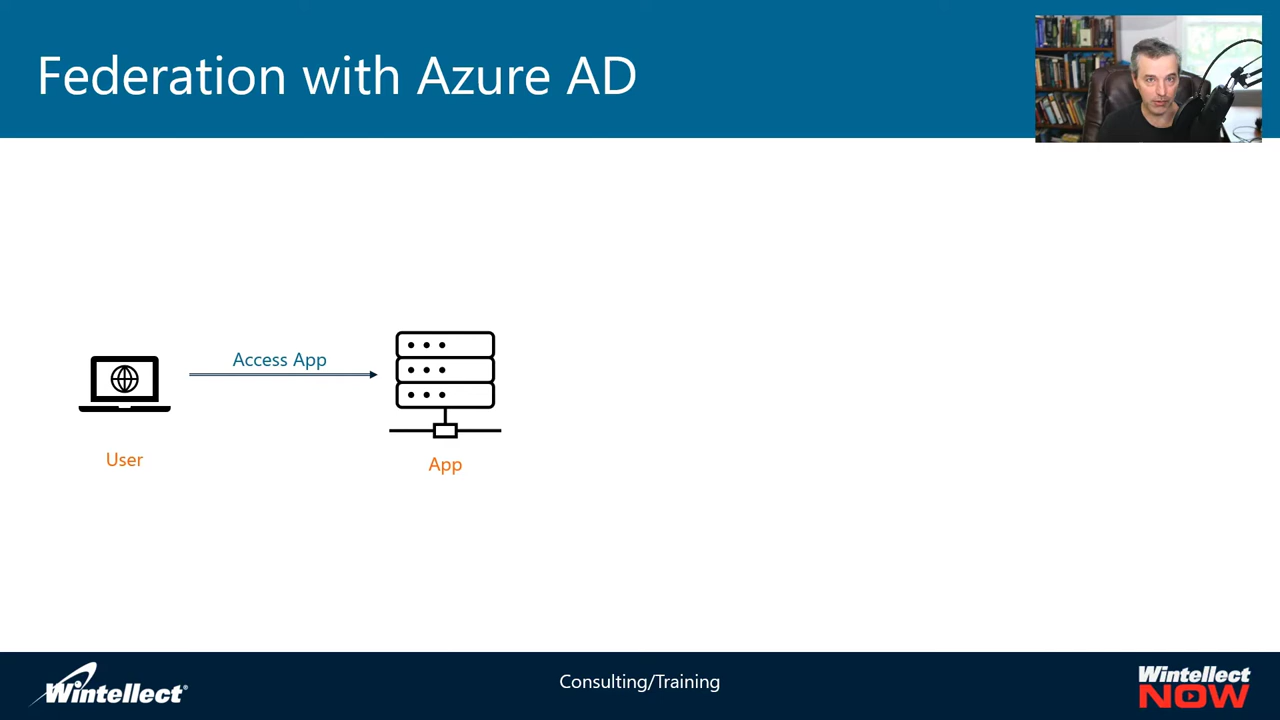 Federation with Azure AD
Access App
User
App
Wintellect®
Consulting/Training
Wintellect
NOW